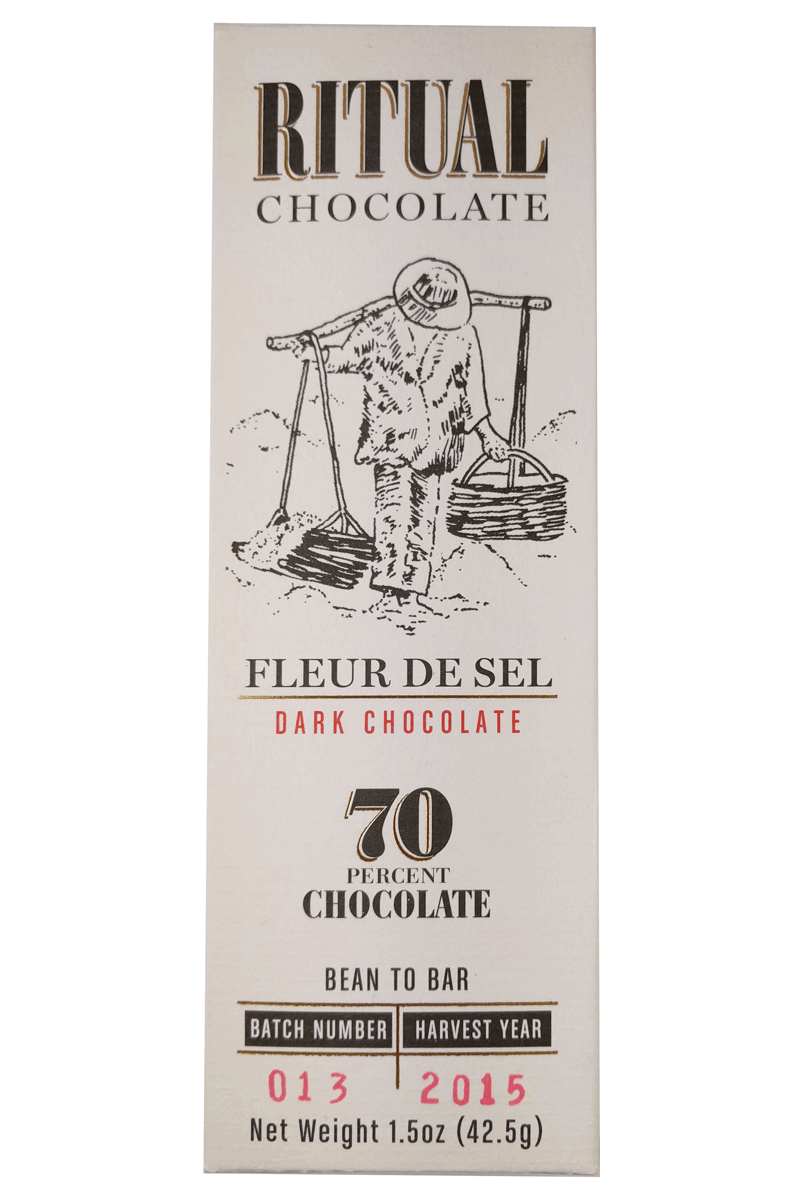 RITUAL
CHOCOLATE
FLEUR DE SEL
DARK CHOCOLATE
70
PERCENT
CHOCOLATE
BEAN TO BAR
BATCH NUMBER HARVEST YEAR
013 2015
Net Weight 1.5oz (42.5g)